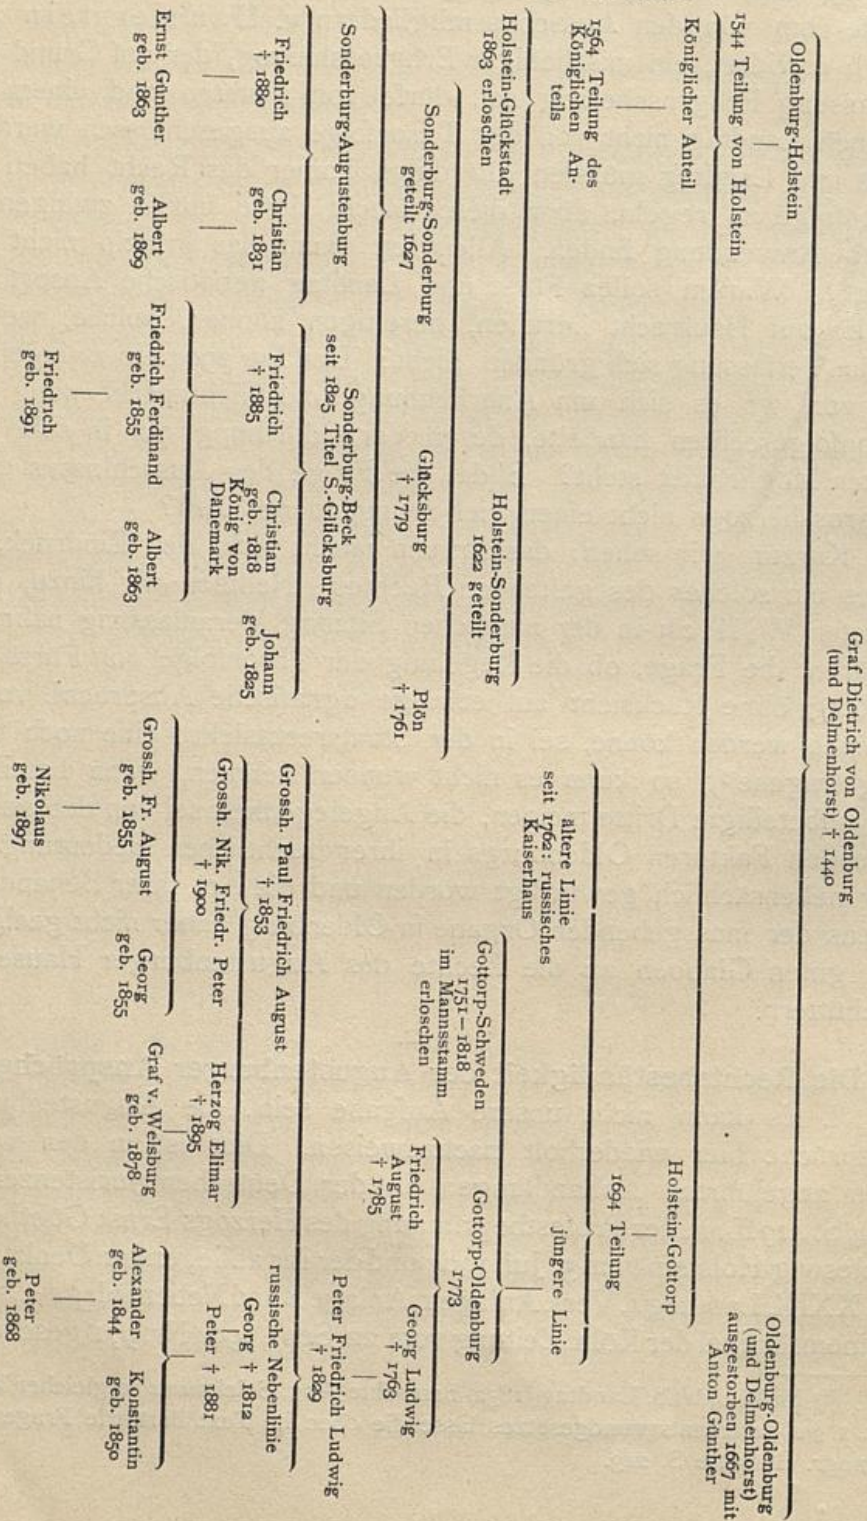 Graf Dietrich von Oldenburg
(und Delmenhorst) † 1440
Oldenburg-Holstein
1544 Teilung von Holstein
Oldenburg-Oldenburg
(und Delmenhorst)
ausgestorben 1667 mit
Anton Günther
Königlicher Anteil
1564 Teilung des
Königlichen An-
teils
Holstein-Gottorp
1694 Teilung
Holstein-Glückstadt
1863 erloschen
Holstein-Sonderburg
1622 geteilt
ältere Linie
seit 1762: russisches
Kaiserhaus
jüngere Linie
Sonderburg-Sonderburg
geteilt 1627
Glücksburg
† 1779
Plön
† 1761
Gottorp-Schweden
1751–1818
im Mannsstamm
erloschen
Gottorp-Oldenburg
1773
Friedrich
August
† 1785
Georg Ludwig
† 1763
Peter Friedrich Ludwig
† 1829
Sonderburg-Augustenburg
Sonderburg-Beck
seit 1825 Titel S.-Glücksburg
Grossh. Paul Friedrich August
† 1853
russische Nebenlinie
Georg † 1812
Peter † 1881
Friedrich
† 1880
Christian
geb. 1831
Friedrich
† 1885
Christian
geb. 1818
König von
Dänemark
Johann
geb. 1825
Grossh. Nik. Friedr. Peter
† 1900
Herzog Elimar
† 1895
Ernst Günther
geb. 1863
Albert
geb. 1869
Friedrich Ferdinand
geb. 1855
Albert
geb. 1863
Grossh. Fr. August
geb. 1855
Georg
geb. 1855
Graf v. Welsburg
geb. 1878
Alexander
geb. 1844
Konstantin
geb. 1850
Friedrich
geb. 1891
Nikolaus
geb. 1897
Peter
geb. 1868